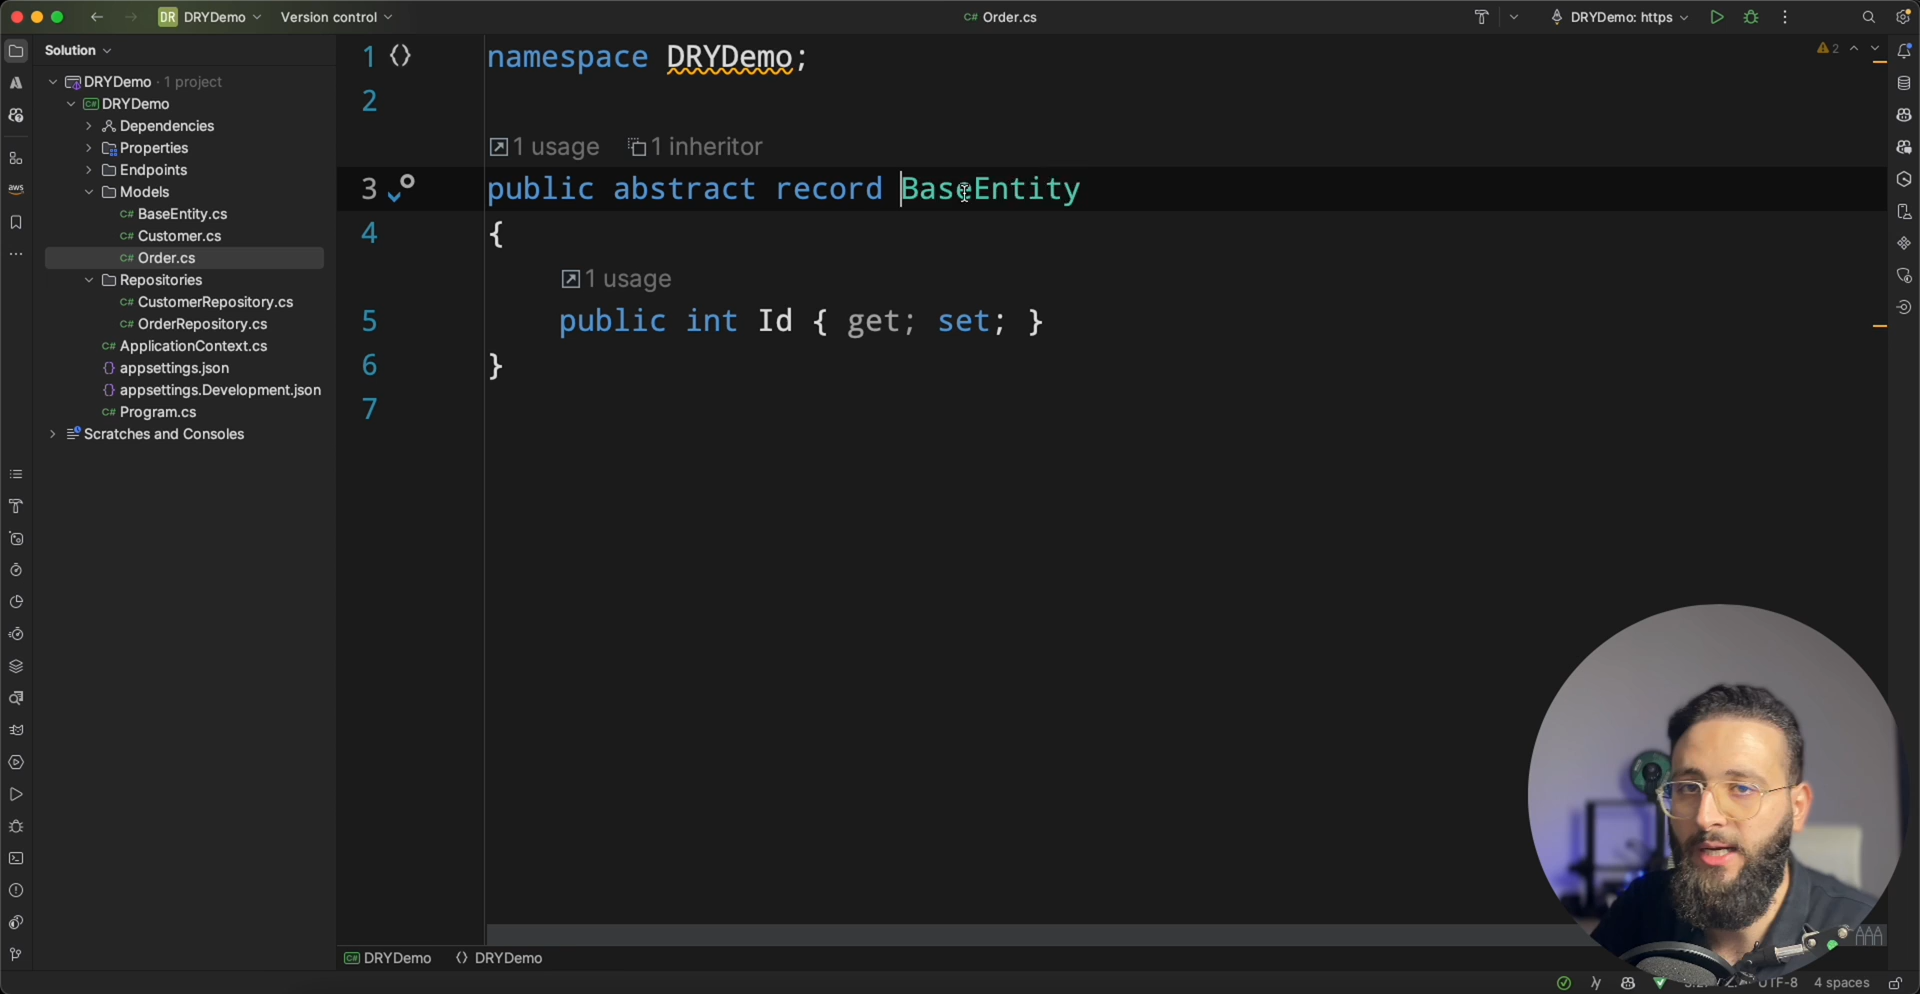 DR DRYDemo
Version control
C# Order.cs
DRYDemo: https
Solution
DRYDemo · 1 project
C# DRYDemo
Dependencies
Properties
Endpoints
Models
C# BaseEntity.cs
C# Customer.cs
C# Order.cs
Repositories
C# CustomerRepository.cs
C# OrderRepository.cs
C# ApplicationContext.cs
{} appsettings.json
{} appsettings.Development.json
C# Program.cs
Scratches and Consoles
aws
2
1 {} namespace DRYDemo;
2
1 usage 1 inheritor
3 public abstract record BaseEntity
4 {
1 usage
5 public int Id { get; set; }
6 }
7
C# DRYDemo {} DRYDemo
UTF-8 4 spaces